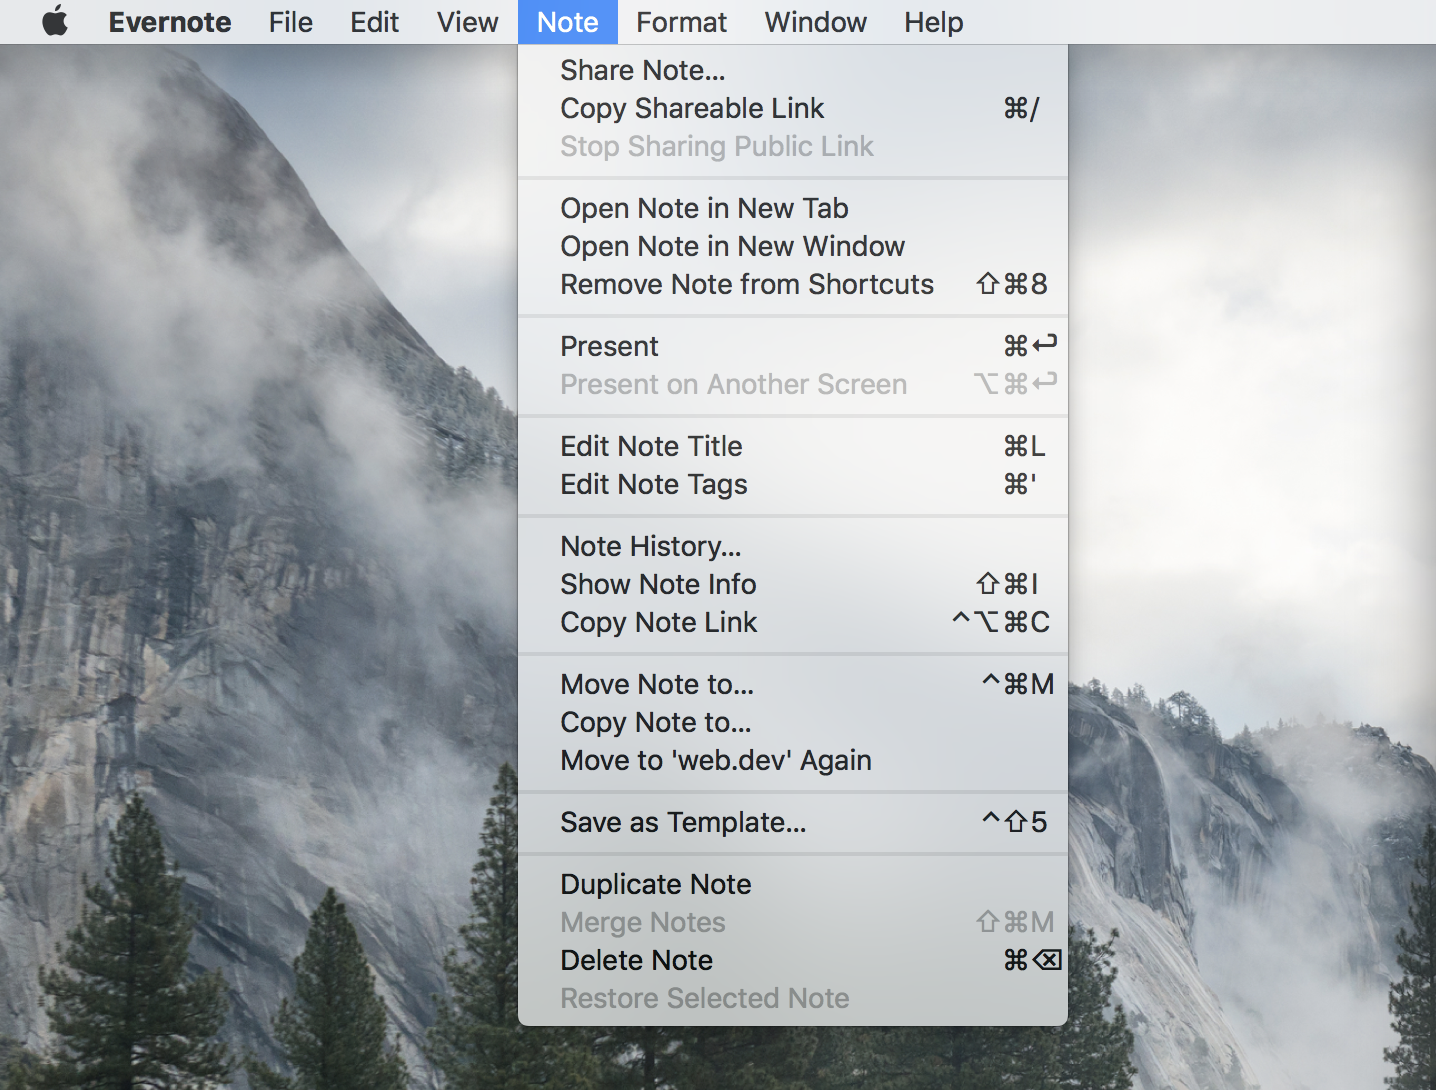 Evernote File Edit View Note Format Window Help
Share Note...
Copy Shareable Link ⌘/
Stop Sharing Public Link
Open Note in New Tab
Open Note in New Window
Remove Note from Shortcuts ⇧⌘8
Present ⌘↩
Present on Another Screen ⌥⌘↩
Edit Note Title ⌘L
Edit Note Tags ⌘'
Note History...
Show Note Info ⇧⌘I
Copy Note Link ^⌥⌘C
Move Note to... ^⌘M
Copy Note to...
Move to 'web.dev' Again
Save as Template... ^⇧5
Duplicate Note
Merge Notes ⇧⌘M
Delete Note ⌘⌫
Restore Selected Note